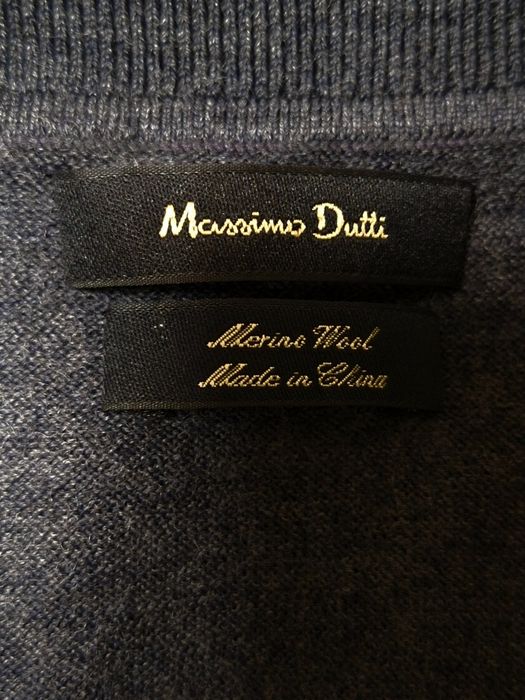 Massimo Dutti
Merino Wool
Made in China